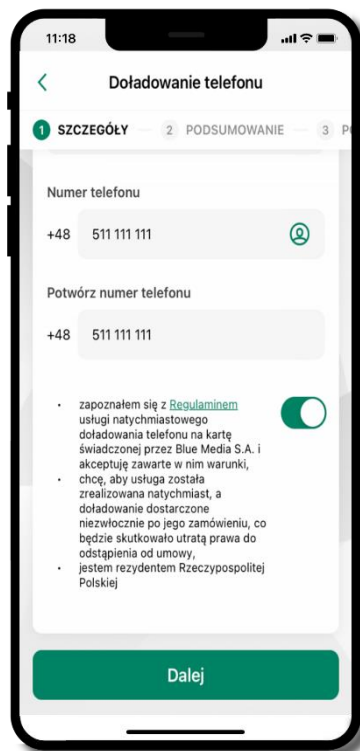 11:18
Doładowanie telefonu
1 SZCZEGÓŁY 2 PODSUMOWANIE 3
Numer telefonu
+48 511 111 111
Potwórz numer telefonu
+48 511 111 111
• zapoznałem się z Regulaminem
usługi natychmiastowego
doładowania telefonu na kartę
świadczonej przez Blue Media S.A. i
akceptuję zawarte w nim warunki,
• chcę, aby usługa została
zrealizowana natychmiast, a
doładowanie dostarczone
niezwłocznie po jego zamówieniu, co
będzie skutkowało utratą prawa do
odstąpienia od umowy,
• jestem rezydentem Rzeczypospolitej
Polskiej
Dalej